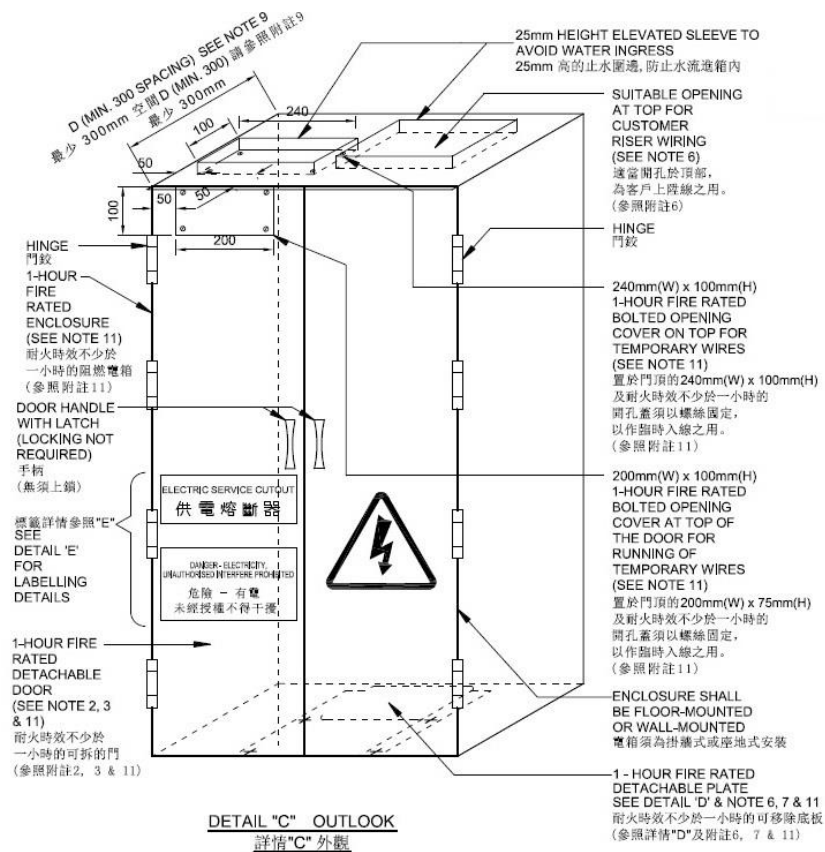 D (MIN. 300 SPACING) SEE NOTE 9
最少 300mm 空間 D (MIN. 300) 請參照附註9
最少 300mm
100
240
50
50
50
100
200
HINGE
門鉸
1-HOUR
FIRE
RATED
ENCLOSURE
(SEE NOTE 11)
耐火時效不少於
一小時的阻燃電箱
(參照附註11)
DOOR HANDLE
WITH LATCH
(LOCKING NOT
REQUIRED)
手柄
(無須上鎖)
標籤詳情參照"E"
SEE
DETAIL 'E'
FOR
LABELLING
DETAILS
1-HOUR FIRE
RATED
DETACHABLE
DOOR
(SEE NOTE 2, 3
& 11)
耐火時效不少於
一小時的可拆的門
(參照附註2, 3 & 11)
ELECTRIC SERVICE CUTOUT
供電熔斷器
DANGER - ELECTRICITY,
UNAUTHORISED INTERFERE PROHIBITED
危險 - 有電
未經授權不得干擾
25mm HEIGHT ELEVATED SLEEVE TO
AVOID WATER INGRESS
25mm 高的止水圍邊,防止水流進箱內
SUITABLE OPENING
AT TOP FOR
CUSTOMER
RISER WIRING
(SEE NOTE 6)
適當開孔於頂部,
為客戶上陞線之用。
(參照附註6)
HINGE
門鉸
240mm(W) x 100mm(H)
1-HOUR FIRE RATED
BOLTED OPENING
COVER ON TOP FOR
TEMPORARY WIRES
(SEE NOTE 11)
置於門頂的240mm(W) x 100mm(H)
及耐火時效不少於一小時的
開孔蓋須以螺絲固定,
以作臨時入線之用。
(參照附註11)
200mm(W) x 100mm(H)
1-HOUR FIRE RATED
BOLTED OPENING
COVER AT TOP OF
THE DOOR FOR
RUNNING OF
TEMPORARY WIRES
(SEE NOTE 11)
置於門頂的200mm(W) x 75mm(H)
及耐火時效不少於一小時的
開孔蓋須以螺絲固定,
以作臨時入線之用。
(參照附註11)
ENCLOSURE SHALL
BE FLOOR-MOUNTED
OR WALL-MOUNTED
電箱須為掛牆式或座地式安裝
1 - HOUR FIRE RATED
DETACHABLE PLATE
SEE DETAIL 'D' & NOTE 6, 7 & 11
耐火時效不少於一小時的可移除底板
(參照詳情"D"及附註6, 7 & 11)
DETAIL "C" OUTLOOK
詳情"C" 外觀